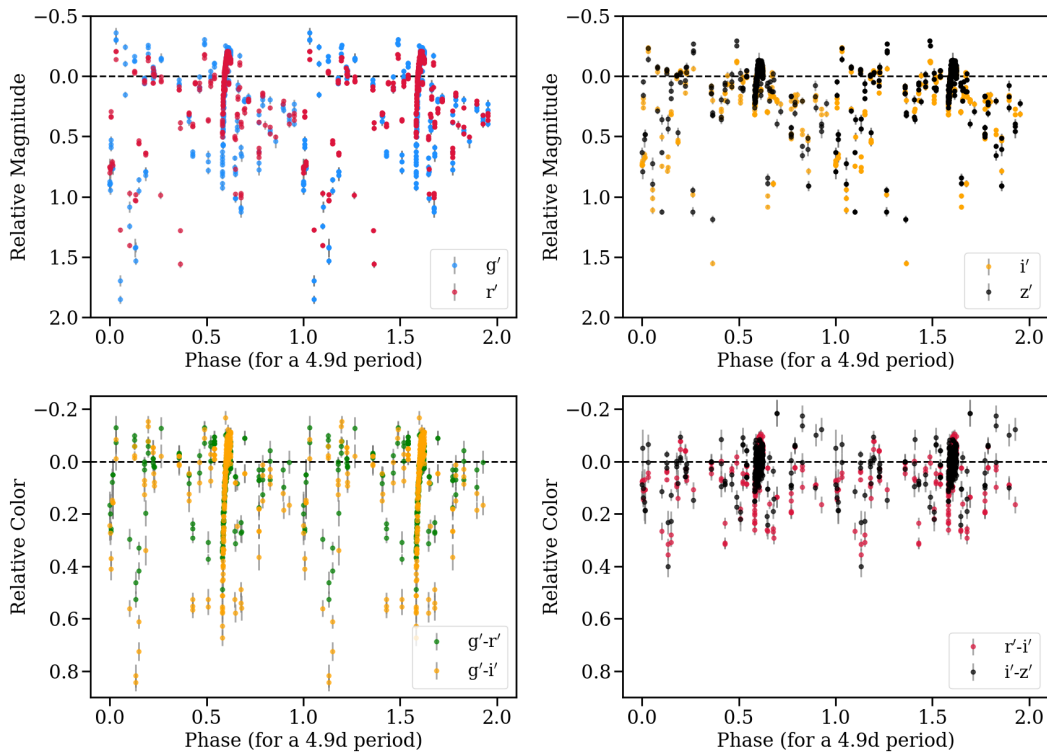 −0.5
0.0
0.5
1.0
1.5
2.0
Relative Magnitude
g′
r′
0.0 0.5 1.0 1.5 2.0
Phase (for a 4.9d period)
−0.5
0.0
0.5
1.0
1.5
2.0
Relative Magnitude
i′
z′
0.0 0.5 1.0 1.5 2.0
Phase (for a 4.9d period)
−0.2
0.0
0.2
0.4
0.6
0.8
Relative Color
g′-r′
g′-i′
0.0 0.5 1.0 1.5 2.0
Phase (for a 4.9d period)
−0.2
0.0
0.2
0.4
0.6
0.8
Relative Color
r′-i′
i′-z′
0.0 0.5 1.0 1.5 2.0
Phase (for a 4.9d period)